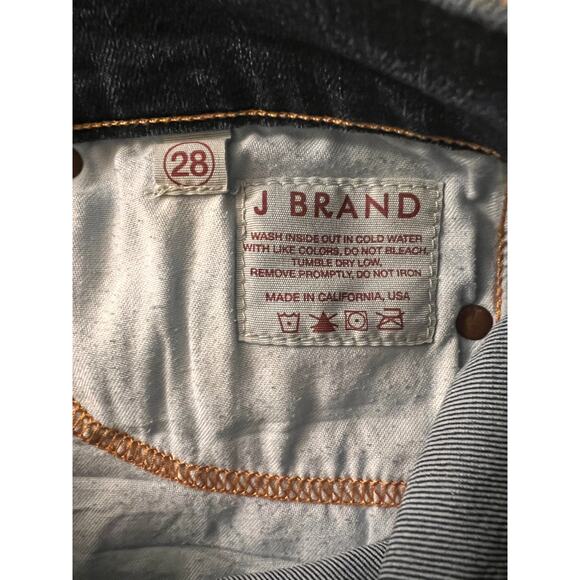 28
J BRAND
WASH INSIDE OUT IN COLD WATER
WITH LIKE COLORS, DO NOT BLEACH,
TUMBLE DRY LOW,
REMOVE PROMPTLY, DO NOT IRON
MADE IN CALIFORNIA, USA